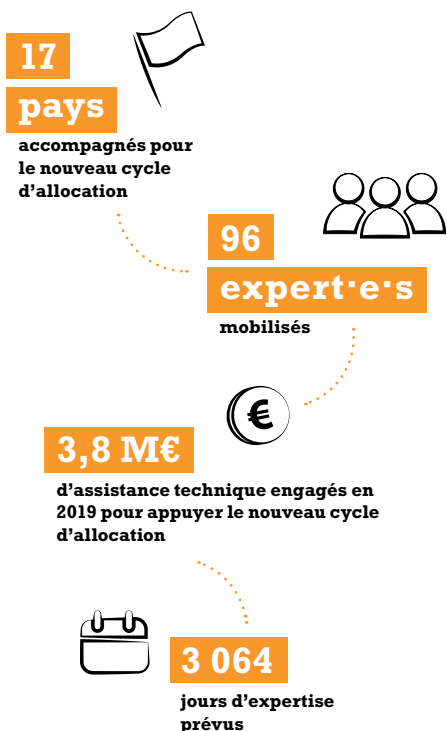 17
pays
accompagnés pour
le nouveau cycle
d’allocation
96
expert·e·s
mobilisés
€
3,8 M€
d’assistance technique engagés en
2019 pour appuyer le nouveau cycle
d’allocation
3 064
jours d’expertise
prévus